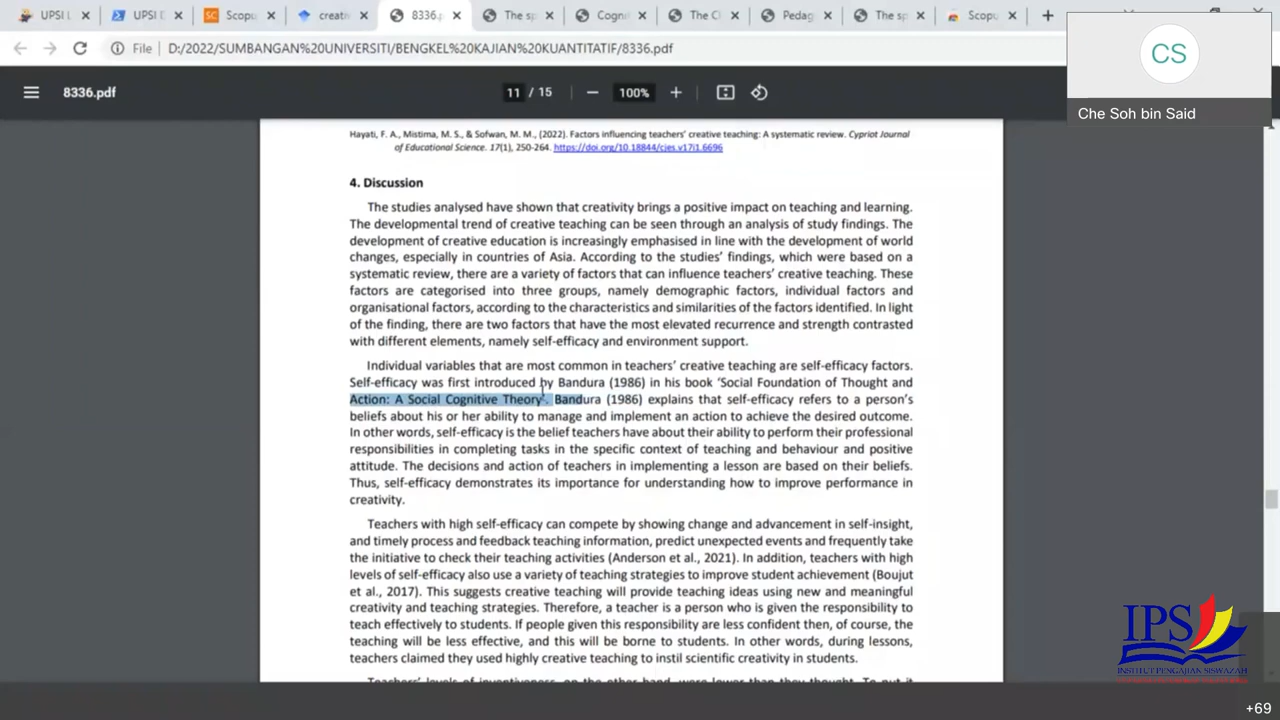 UPSI L
UPSI D
Scopu
creativ
8336.p
The sp
Cogni
The Cl
Pedag
The sp
Scopu
File D:/2022/SUMBANGAN%20UNIVERSITI/BENGKEL%20KAJIAN%20KUANTITATIF/8336.pdf
CS
Che Soh bin Said
8336.pdf
11 / 15
100%
Hayati, F. A., Mistima, M. S., & Sofwan, M. M., (2022). Factors influencing teachers' creative teaching: A systematic review. Cypriot Journal
of Educational Science. 17(1), 250-264. https://doi.org/10.18844/cjes.v17i1.6696
4. Discussion
The studies analysed have shown that creativity brings a positive impact on teaching and learning.
The developmental trend of creative teaching can be seen through an analysis of study findings. The
development of creative education is increasingly emphasised in line with the development of world
changes, especially in countries of Asia. According to the studies' findings, which were based on a
systematic review, there are a variety of factors that can influence teachers' creative teaching. These
factors are categorised into three groups, namely demographic factors, individual factors and
organisational factors, according to the characteristics and similarities of the factors identified. In light
of the finding, there are two factors that have the most elevated recurrence and strength contrasted
with different elements, namely self-efficacy and environment support.
Individual variables that are most common in teachers' creative teaching are self-efficacy factors.
Self-efficacy was first introduced by Bandura (1986) in his book 'Social Foundation of Thought and
Action: A Social Cognitive Theory'. Bandura (1986) explains that self-efficacy refers to a person's
beliefs about his or her ability to manage and implement an action to achieve the desired outcome.
In other words, self-efficacy is the belief teachers have about their ability to perform their professional
responsibilities in completing tasks in the specific context of teaching and behaviour and positive
attitude. The decisions and action of teachers in implementing a lesson are based on their beliefs.
Thus, self-efficacy demonstrates its importance for understanding how to improve performance in
creativity.
Teachers with high self-efficacy can compete by showing change and advancement in self-insight,
and timely process and feedback teaching information, predict unexpected events and frequently take
the initiative to check their teaching activities (Anderson et al., 2021). In addition, teachers with high
levels of self-efficacy also use a variety of teaching strategies to improve student achievement (Boujut
et al., 2017). This suggests creative teaching will provide teaching ideas using new and meaningful
creativity and teaching strategies. Therefore, a teacher is a person who is given the responsibility to
teach effectively to students. If people given this responsibility are less confident then, of course, the
teaching will be less effective, and this will be borne to students. In other words, during lessons,
teachers claimed they used highly creative teaching to instil scientific creativity in students.
IPS
INSTITUT PENGAJIAN SISWAZAH
+69